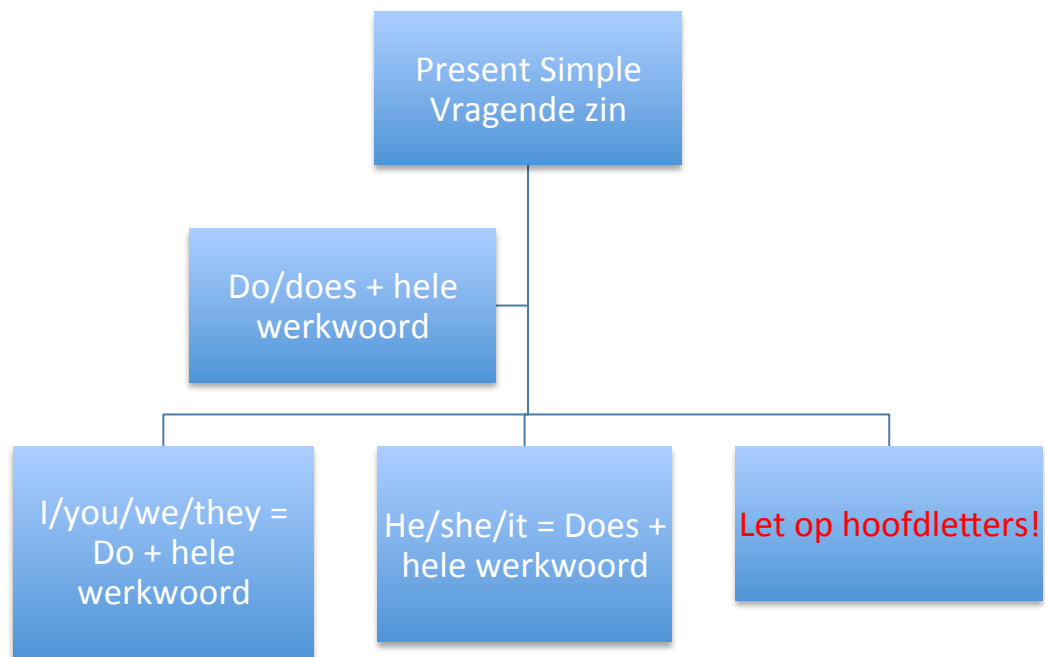 Present Simple
Vragende zin
Do/does + hele
werkwoord
I/you/we/they =
Do + hele
werkwoord
He/she/it = Does +
hele werkwoord
Let op hoofdletters!